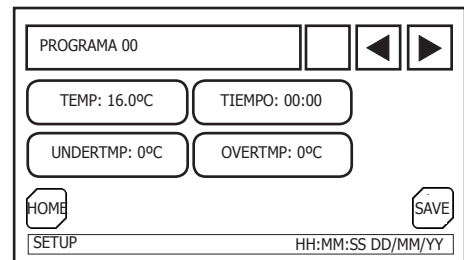 PROGRAMA 00
TEMP: 16.0ºC TIEMPO: 00:00
UNDERTMP: 0ºC OVERTMP: 0ºC
HOME SAVE
SETUP HH:MM:SS DD/MM/YY